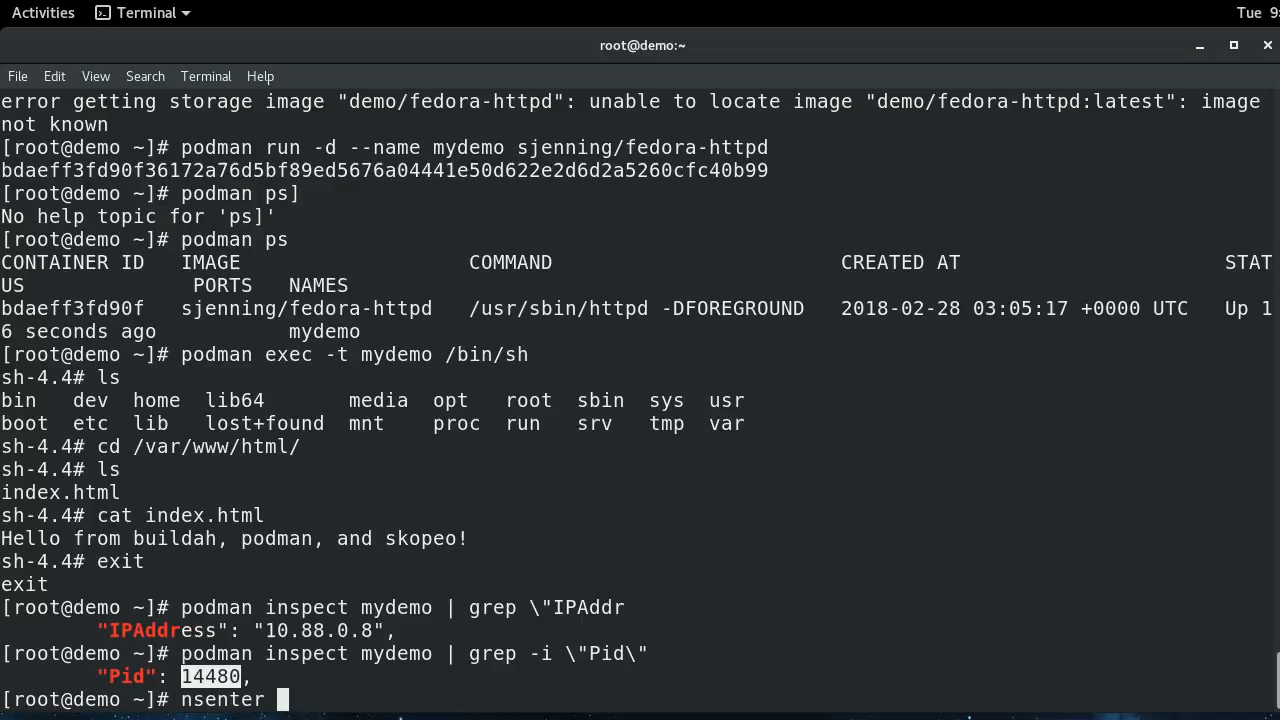 Activities Terminal Tue 9:
root@demo:~
File Edit View Search Terminal Help
error getting storage image "demo/fedora-httpd": unable to locate image "demo/fedora-httpd:latest": image
not known
[root@demo ~]# podman run -d --name mydemo sjenning/fedora-httpd
bdaeff3fd90f36172a76d5bf89ed5676a04441e50d622e2d6d2a5260cfc40b99
[root@demo ~]# podman ps]
No help topic for 'ps]'
[root@demo ~]# podman ps
CONTAINER ID   IMAGE                   COMMAND                        CREATED AT                      STAT
US              PORTS   NAMES
bdaeff3fd90f   sjenning/fedora-httpd   /usr/sbin/httpd -DFOREGROUND   2018-02-28 03:05:17 +0000 UTC   Up 1
6 seconds ago           mydemo
[root@demo ~]# podman exec -t mydemo /bin/sh
sh-4.4# ls
bin   dev  home  lib64       media  opt   root  sbin  sys  usr
boot  etc  lib   lost+found  mnt    proc  run   srv   tmp  var
sh-4.4# cd /var/www/html/
sh-4.4# ls
index.html
sh-4.4# cat index.html
Hello from buildah, podman, and skopeo!
sh-4.4# exit
exit
[root@demo ~]# podman inspect mydemo | grep \"IPAddr
        "IPAddress": "10.88.0.8",
[root@demo ~]# podman inspect mydemo | grep -i \"Pid\"
        "Pid": 14480,
[root@demo ~]# nsenter